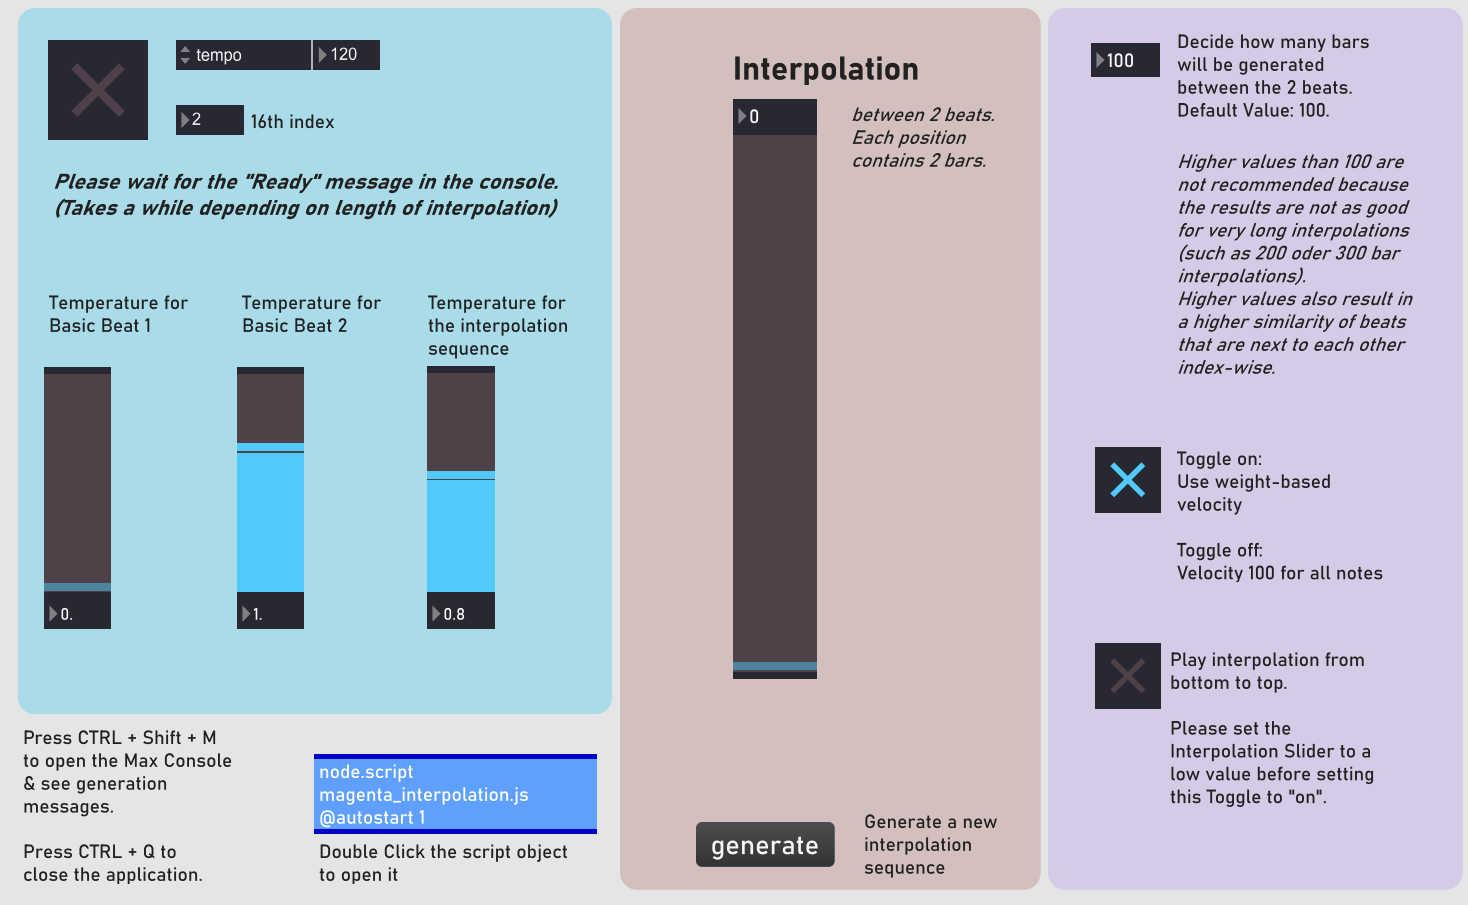 tempo
120
2
16th index
Please wait for the "Ready" message in the console.
(Takes a while depending on length of interpolation)
Temperature for
Basic Beat 1
0.
Temperature for
Basic Beat 2
1.
Temperature for
the interpolation
sequence
0.8
Press CTRL + Shift + M
to open the Max Console
& see generation
messages.
Press CTRL + Q to
close the application.
node.script
magenta_interpolation.js
@autostart 1
Double Click the script object
to open it
Interpolation
0
between 2 beats.
Each position
contains 2 bars.
generate
Generate a new
interpolation
sequence
100
Decide how many bars
will be generated
between the 2 beats.
Default Value: 100.
Higher values than 100 are
not recommended because
the results are not as good
for very long interpolations
(such as 200 oder 300 bar
interpolations).
Higher values also result in
a higher similarity of beats
that are next to each other
index-wise.
Toggle on:
Use weight-based
velocity
Toggle off:
Velocity 100 for all notes
Play interpolation from
bottom to top.
Please set the
Interpolation Slider to a
low value before setting
this Toggle to "on".